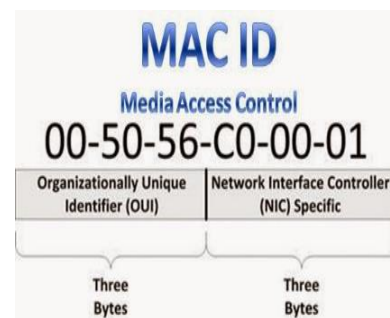 MAC ID
Media Access Control
00-50-56-C0-00-01
Organizationally Unique
Identifier (OUI)
Network Interface Controller
(NIC) Specific
Three
Bytes
Three
Bytes